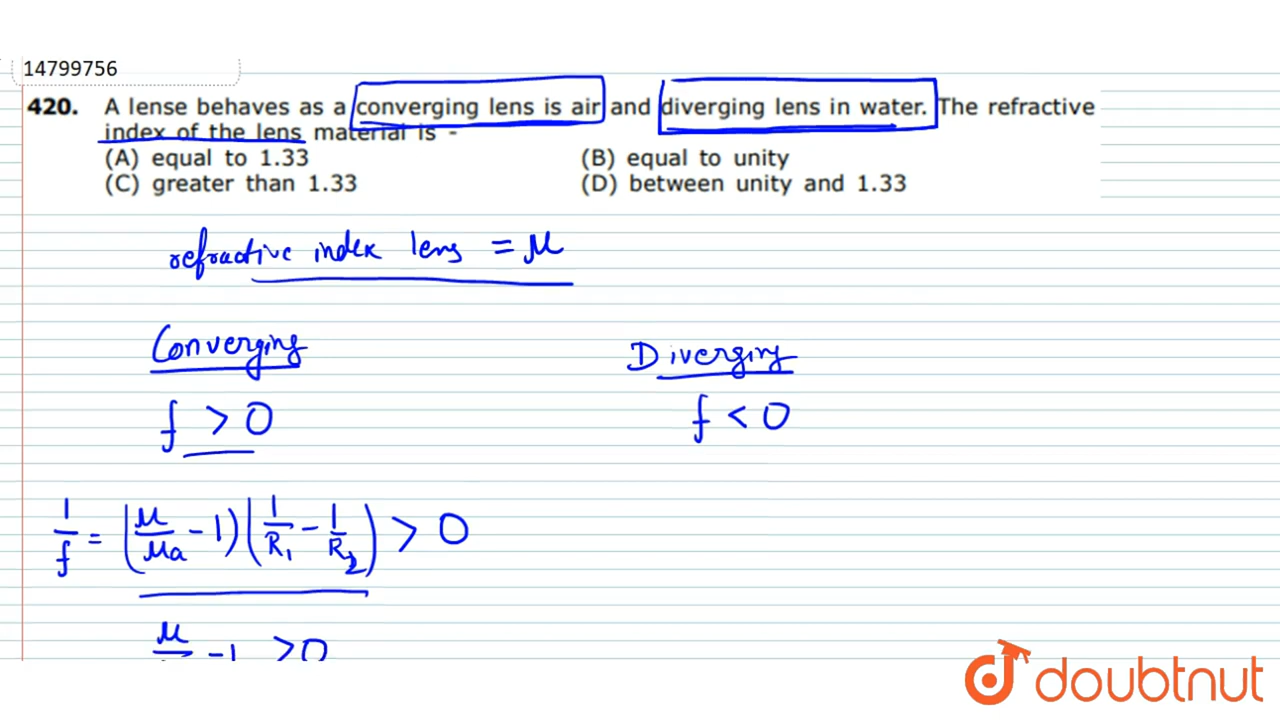 14799756
420. A lense behaves as a converging lens is air and diverging lens in water. The refractive
index of the lens material is -
(A) equal to 1.33 (B) equal to unity
(C) greater than 1.33 (D) between unity and 1.33
refractive index lens = μ
Converging Diverging
f > 0 f < 0
1/f = (μ/μa - 1)(1/R1 - 1/R2) > 0
μ/ - 1 > 0
doubtnut